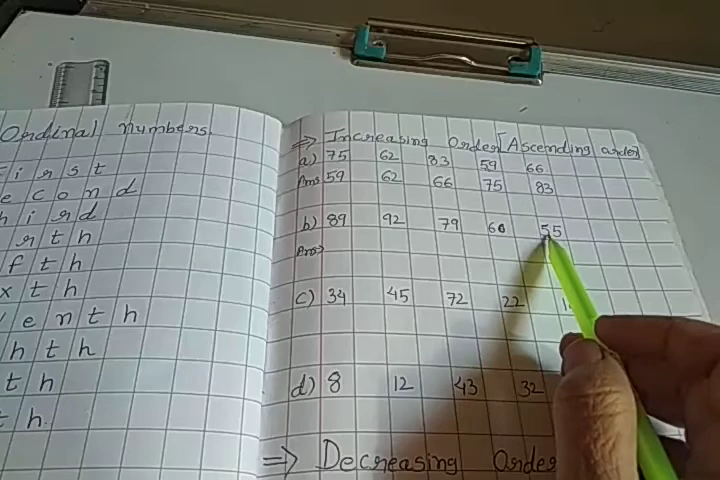 Ordinal numbers.
irst
econd
hird
rth
fth
xth
enth
hth
th
th.
⇒ Increasing Order [Ascending order
a) 75 62 83 59 66
Ans 59 62 66 75 83
b) 89 92 79 60 55
Ans>
c) 34 45 72 22
d) 8 12 43 32
⇒ Decreasing Order